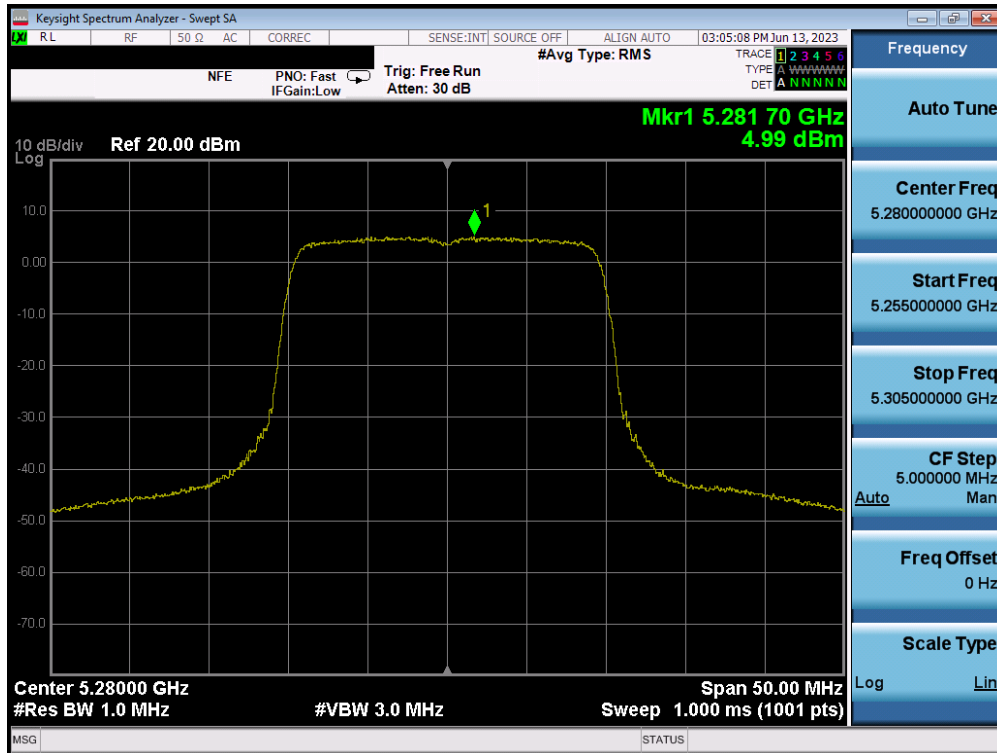 Keysight Spectrum Analyzer - Swept SA
LXI RL RF 50 Ω AC CORREC SENSE:INT SOURCE OFF ALIGN AUTO 03:05:08 PM Jun 13, 2023
#Avg Type: RMS
TRACE 1 2 3 4 5 6
TYPE A WWWWW
DET A N N N N N
NFE PNO: Fast Trig: Free Run
IFGain:Low Atten: 30 dB
Mkr1 5.281 70 GHz
4.99 dBm
10 dB/div Ref 20.00 dBm
Log
1
10.0
0.00
-10.0
-20.0
-30.0
-40.0
-50.0
-60.0
-70.0
Center 5.28000 GHz Span 50.00 MHz
#Res BW 1.0 MHz #VBW 3.0 MHz Sweep 1.000 ms (1001 pts)
MSG STATUS
Frequency
Auto Tune
Center Freq
5.280000000 GHz
Start Freq
5.255000000 GHz
Stop Freq
5.305000000 GHz
CF Step
5.000000 MHz
Auto Man
Freq Offset
0 Hz
Scale Type
Log Lin